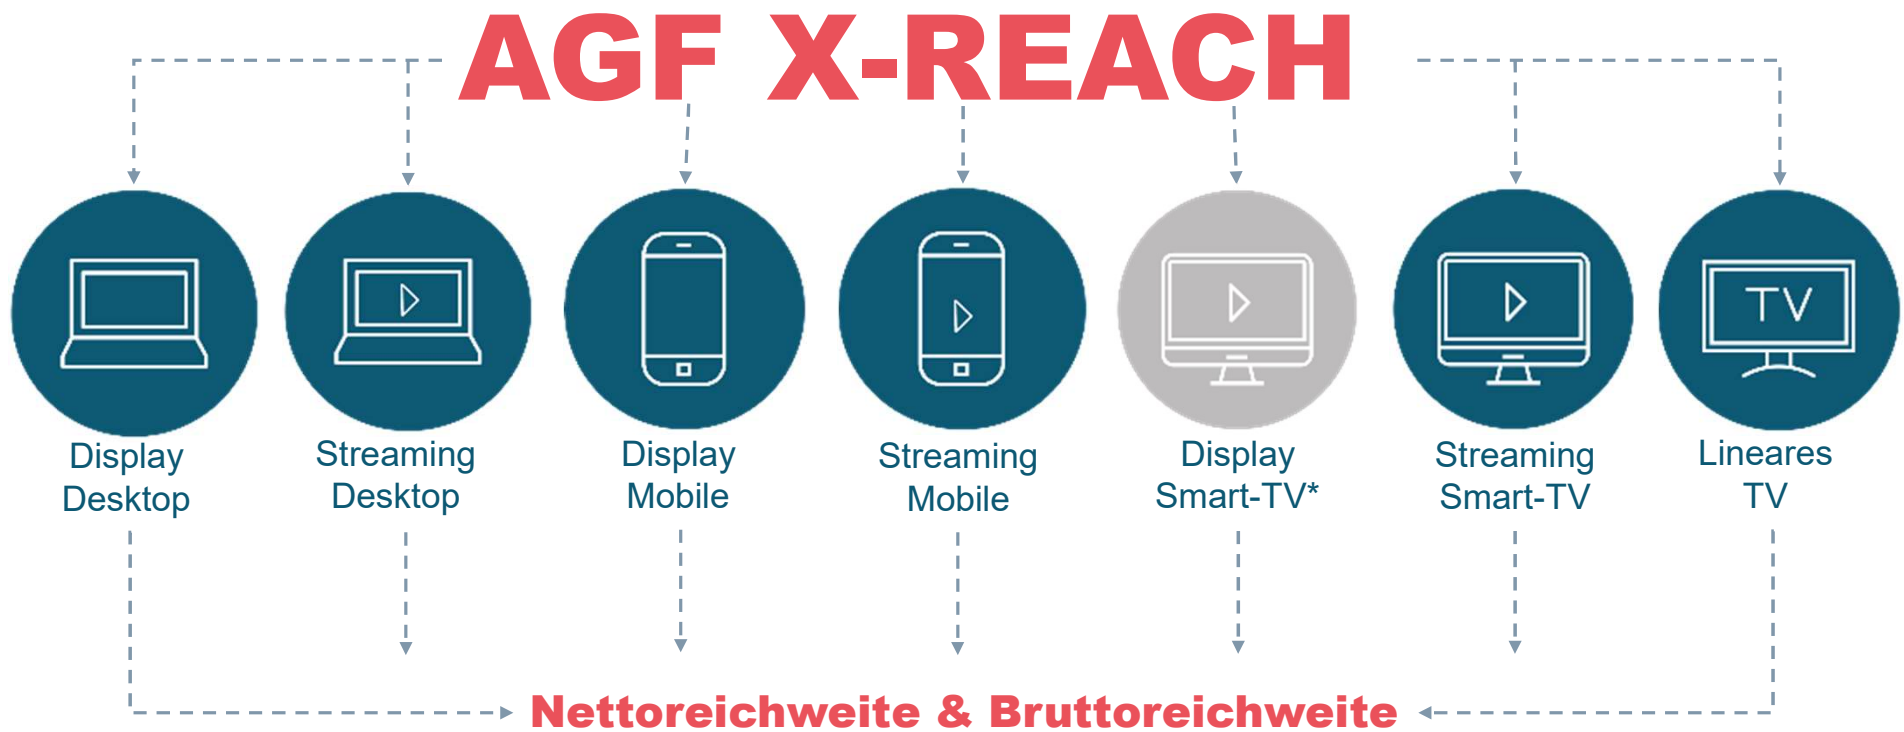 AGF X-REACH
TV
Display
Desktop
Streaming
Desktop
Display
Mobile
Streaming
Mobile
Display
Smart-TV*
Streaming
Smart-TV
Lineares
TV
Nettoreichweite & Bruttoreichweite